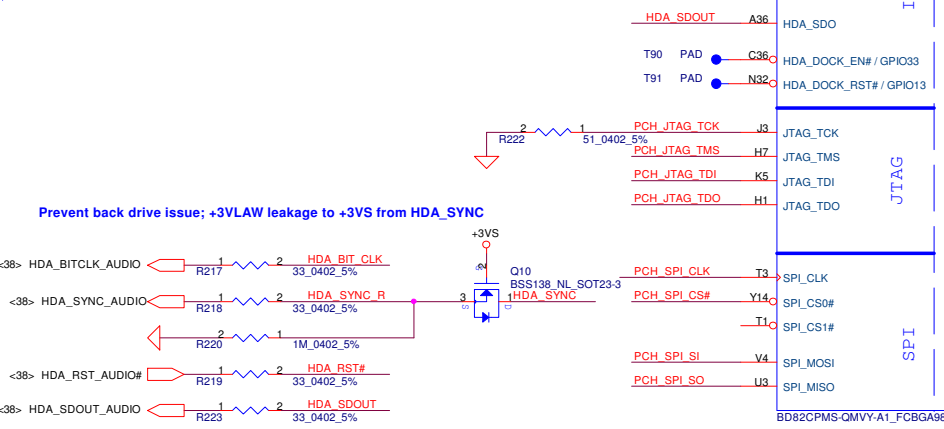 HDA_SDOUT A36 HDA_SDO
T90 PAD C36 HDA_DOCK_EN# / GPIO33
T91 PAD N32 HDA_DOCK_RST# / GPIO13
2 1 PCH_JTAG_TCK J3 JTAG_TCK
R222 51_0402_5%
PCH_JTAG_TMS H7 JTAG_TMS
PCH_JTAG_TDI K5 JTAG_TDI
PCH_JTAG_TDO H1 JTAG_TDO
JTAG
Prevent back drive issue; +3VLAW leakage to +3VS from HDA_SYNC
+3VS
<38> HDA_BITCLK_AUDIO 1 2 HDA_BIT_CLK
R217 33_0402_5%
2
Q10
BSS138_NL_SOT23-3
<38> HDA_SYNC_AUDIO 1 2 HDA_SYNC_R 3 S D 1 HDA_SYNC
R218 33_0402_5%
2 1
R220 1M_0402_5%
<38> HDA_RST_AUDIO# 1 2 HDA_RST#
R219 33_0402_5%
<38> HDA_SDOUT_AUDIO 1 2 HDA_SDOUT
R223 33_0402_5%
PCH_SPI_CLK T3 SPI_CLK
PCH_SPI_CS# Y14 SPI_CS0#
T1 SPI_CS1#
PCH_SPI_SI V4 SPI_MOSI
PCH_SPI_SO U3 SPI_MISO
SPI
BD82CPMS-QMVY-A1_FCBGA98